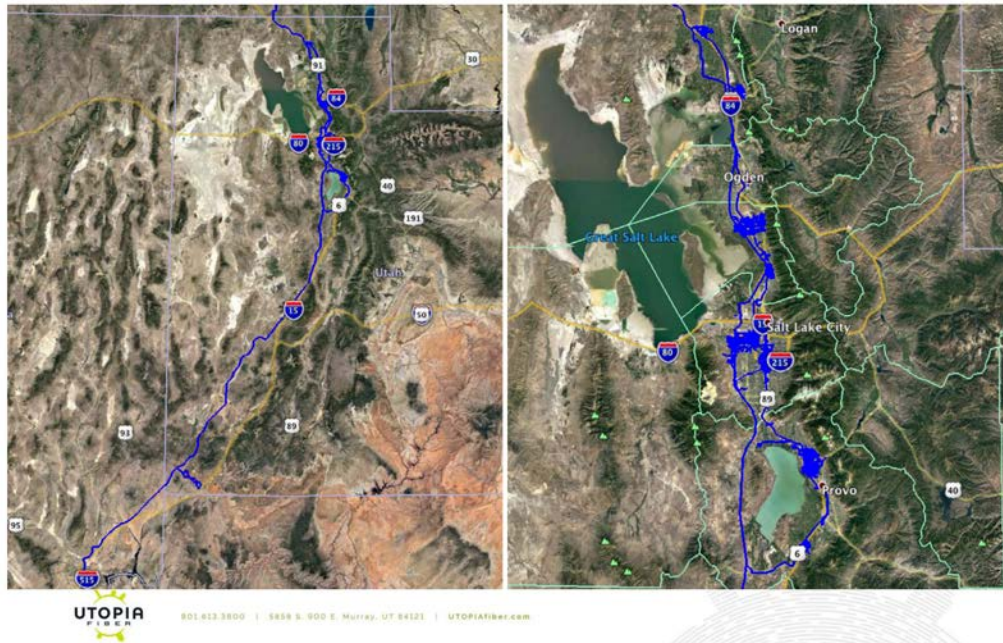 91
30
84
80
215
40
6
191
Utah
15
50
89
93
95
515
Logan
84
Ogden
Great Salt Lake
15
Salt Lake City
80
215
89
Provo
40
6
UTOPIA
FIBER
801.613.3800 | 5858 S. 900 E. Murray, UT 84121 | UTOPIAfiber.com